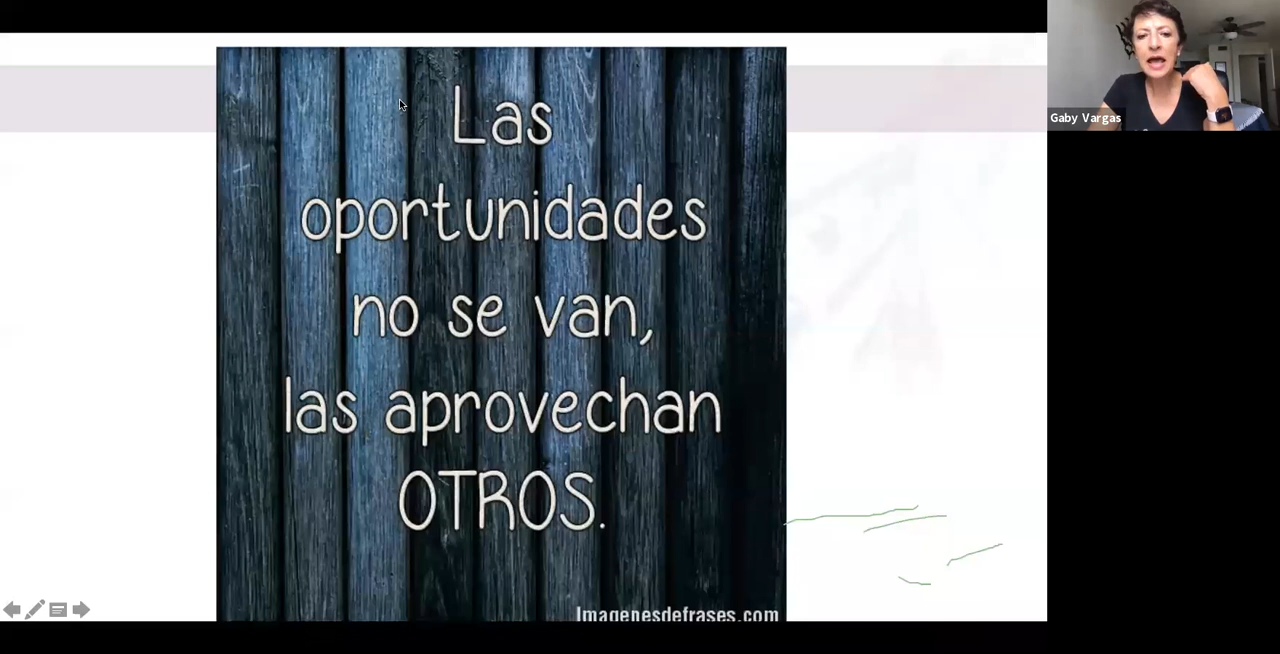 Las
oportunidades
no se van,
las aprovechan
OTROS.
Imagenesdefrases.com
Gaby Vargas